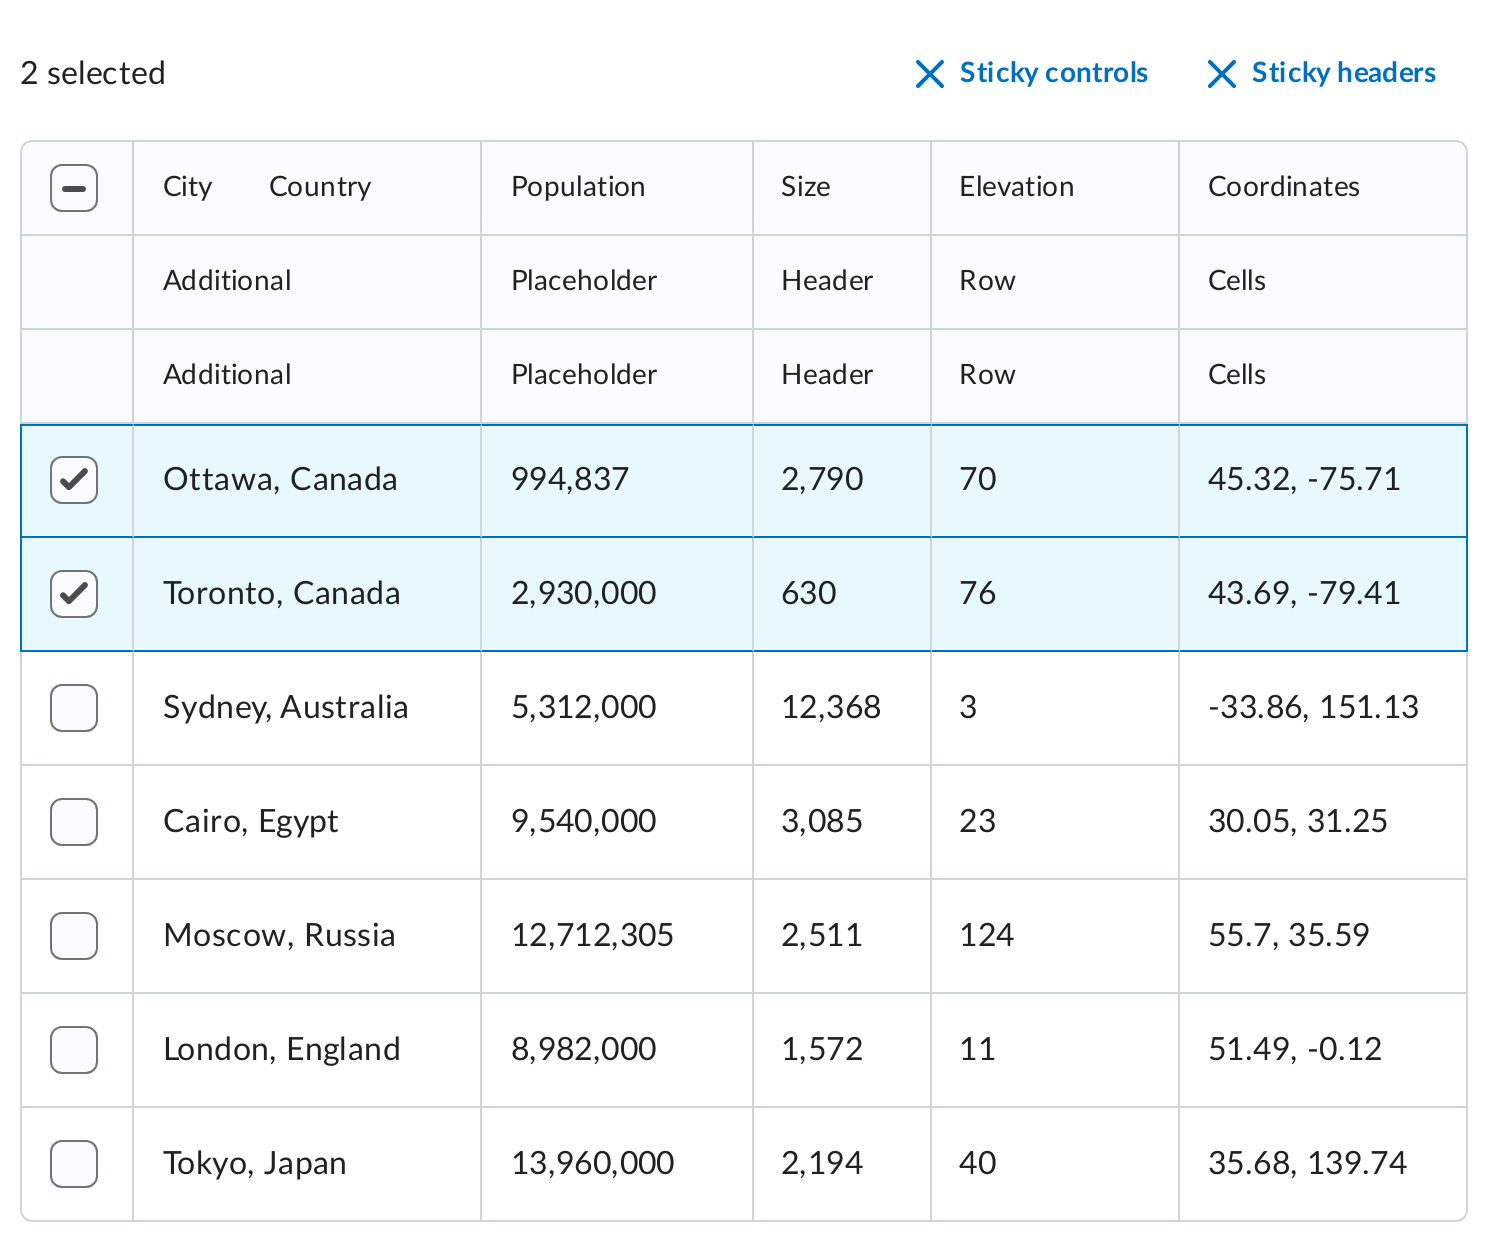 2 selected Sticky controls Sticky headers
City Country Population Size Elevation Coordinates
Additional Placeholder Header Row Cells
Additional Placeholder Header Row Cells
Ottawa, Canada 994,837 2,790 70 45.32, -75.71
Toronto, Canada 2,930,000 630 76 43.69, -79.41
Sydney, Australia 5,312,000 12,368 3 -33.86, 151.13
Cairo, Egypt 9,540,000 3,085 23 30.05, 31.25
Moscow, Russia 12,712,305 2,511 124 55.7, 35.59
London, England 8,982,000 1,572 11 51.49, -0.12
Tokyo, Japan 13,960,000 2,194 40 35.68, 139.74